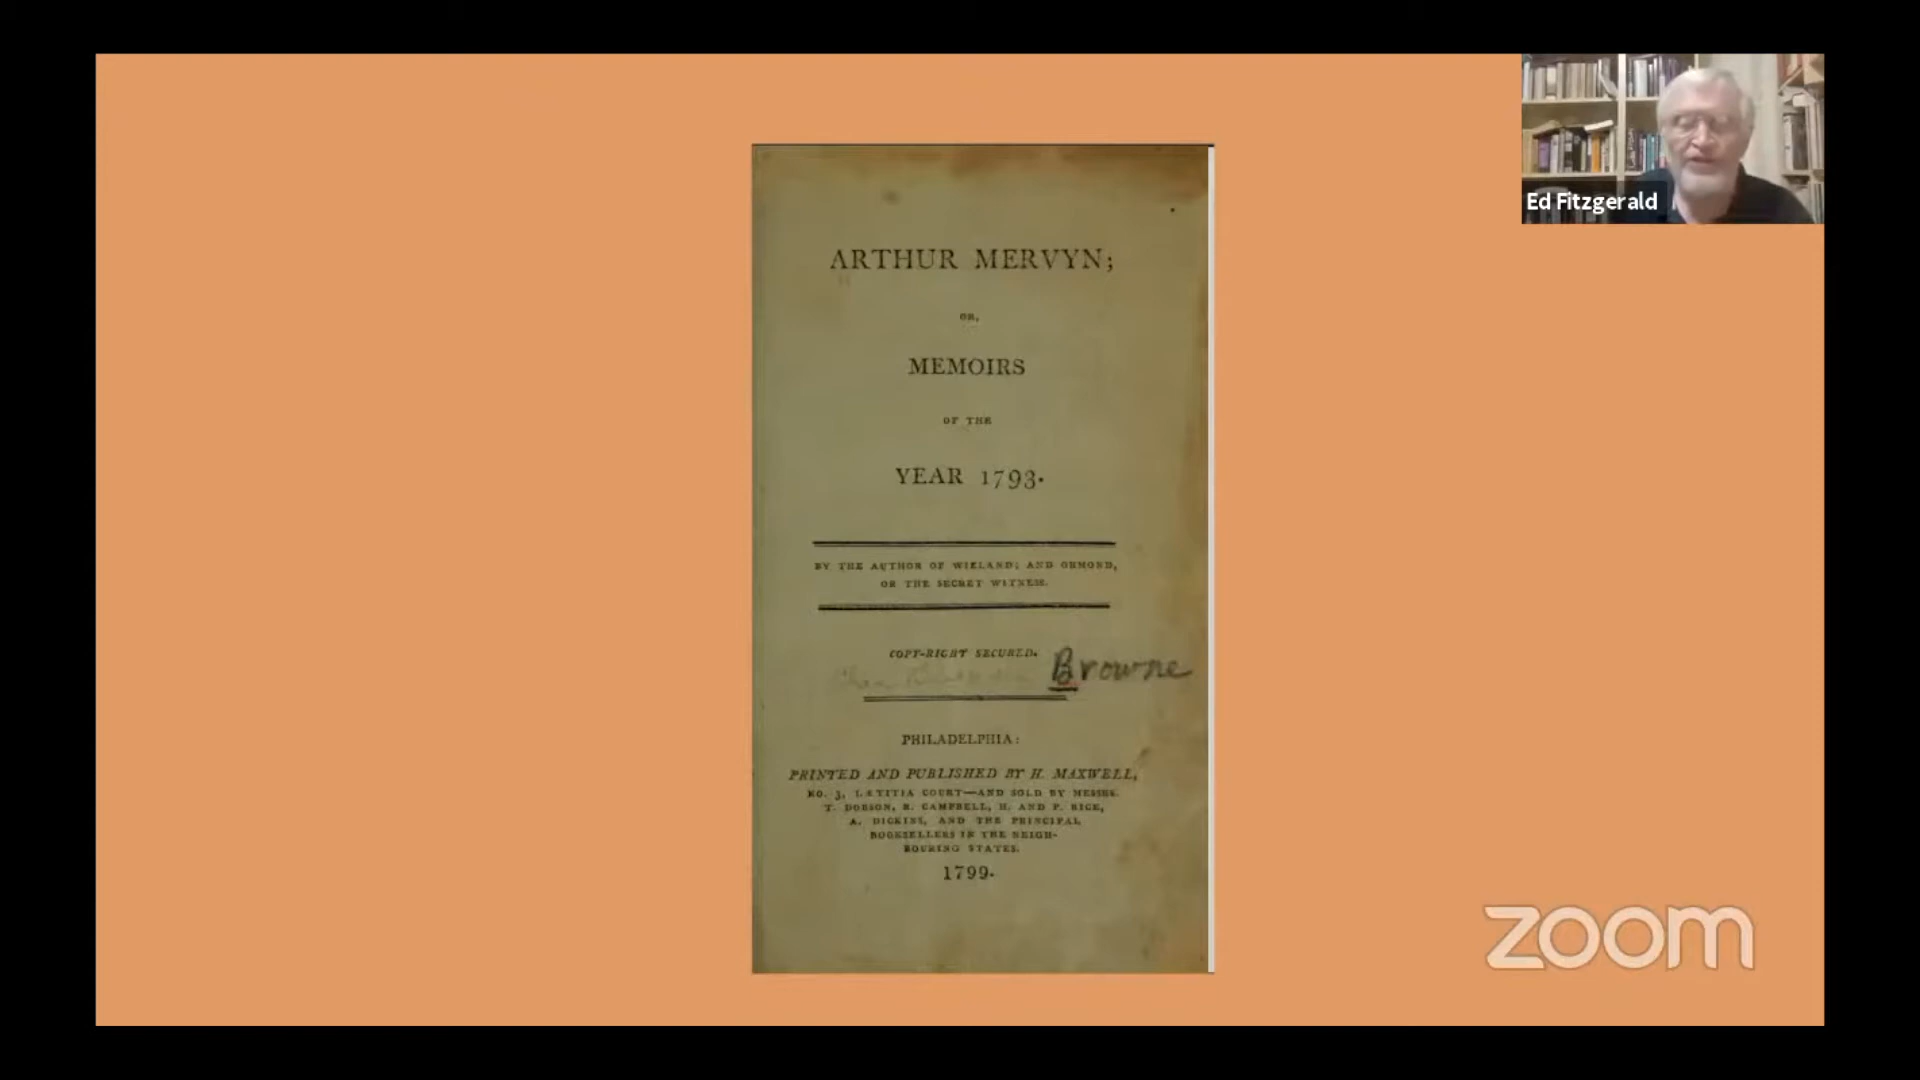 Ed Fitzgerald
ARTHUR MERVYN;
OR,
MEMOIRS
OF THE
YEAR 1793.
BY THE AUTHOR OF WIELAND; AND ORMOND,
OR THE SECRET WITNESS.
COPY-RIGHT SECURED.
Browne
PHILADELPHIA:
PRINTED AND PUBLISHED BY H. MAXWELL,
NO. 3, LÆTITIA COURT—AND SOLD BY MESSRS.
T. DOBSON, R. CAMPBELL, H. AND P. RICE,
A. DICKINS, AND THE PRINCIPAL
BOOKSELLERS IN THE NEIGH-
BOURING STATES.
1799.
zoom